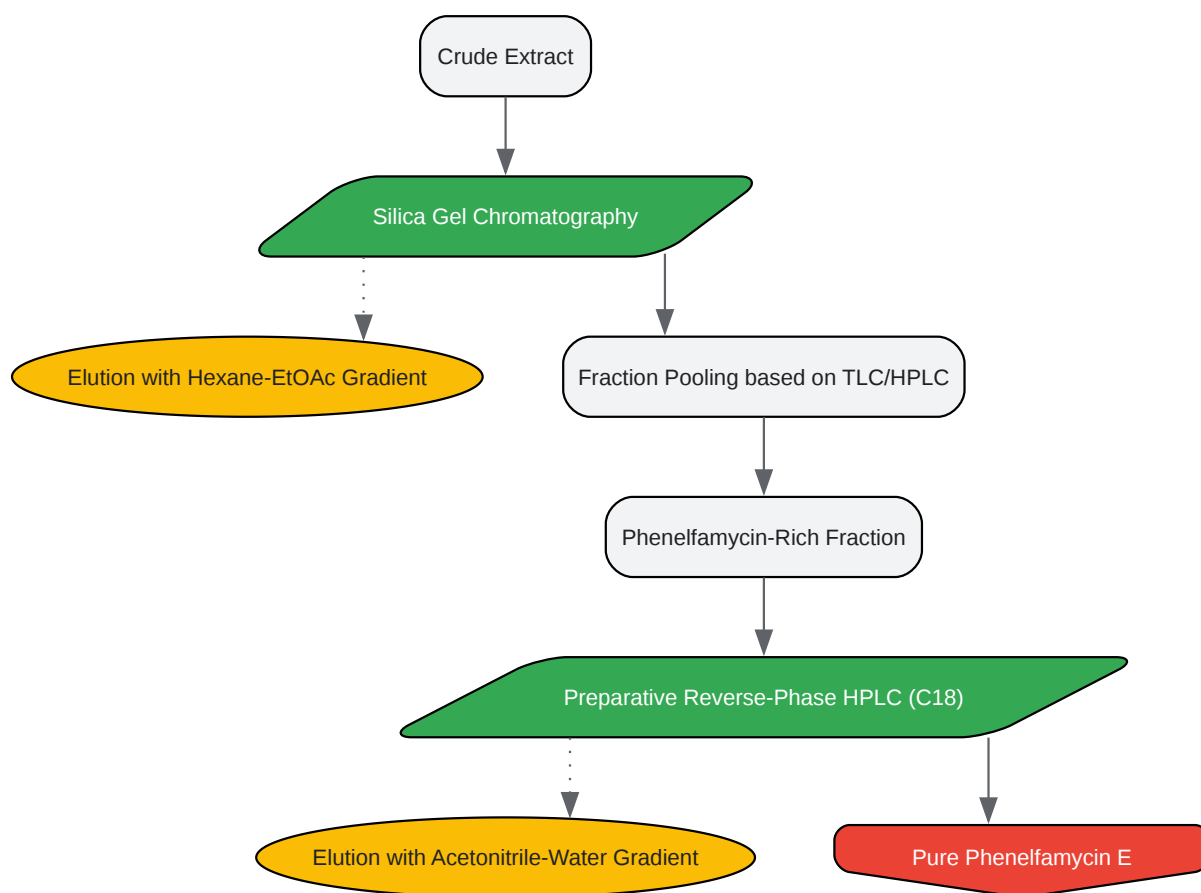 Crude Extract
Silica Gel Chromatography
Elution with Hexane-EtOAc Gradient
Fraction Pooling based on TLC/HPLC
Phenelfamycin-Rich Fraction
Preparative Reverse-Phase HPLC (C18)
Elution with Acetonitrile-Water Gradient
Pure Phenelfamycin E